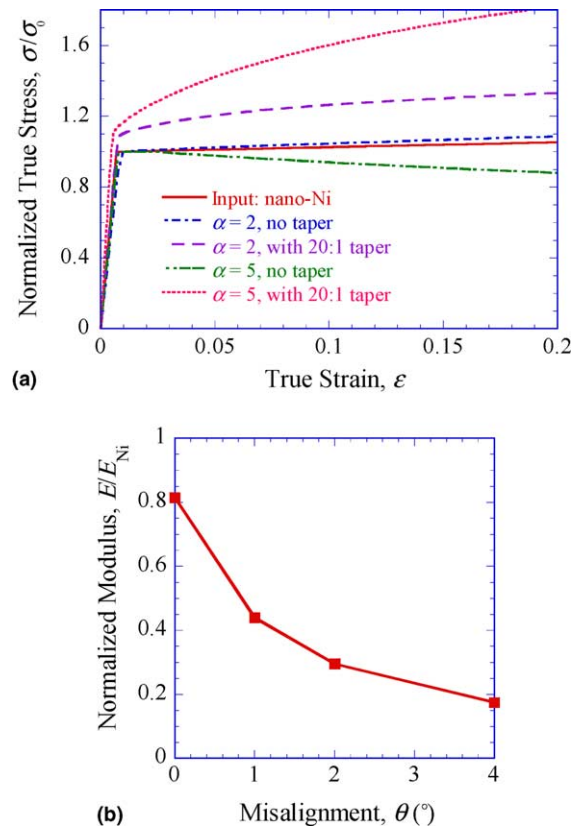 Normalized True Stress, σ/σ₀
1.6
1.2
0.8
0.4
0
Input: nano-Ni
α = 2, no taper
α = 2, with 20:1 taper
α = 5, no taper
α = 5, with 20:1 taper
0 0.05 0.1 0.15 0.2
(a) True Strain, ε
Normalized Modulus, E/E_Ni
1
0.8
0.6
0.4
0.2
0
0 1 2 3 4
(b) Misalignment, θ (°)